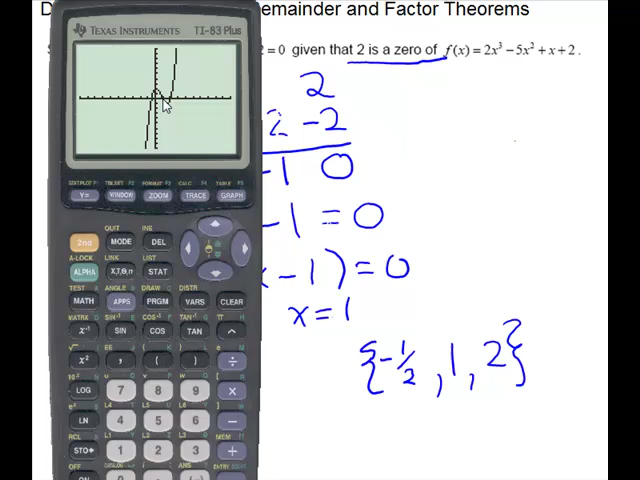 emainder and Factor Theorems
2 = 0 given that 2 is a zero of f(x) = 2x³ − 5x² + x + 2 .
TEXAS INSTRUMENTS TI-83 Plus
2
2 −2
−1 0
−1 = 0
x − 1 ) = 0
x = 1
{ −1/2 , 1 , 2 }
STAT PLOT F1 TBLSET F2 FORMAT F3 CALC F4 TABLE F5
Y= WINDOW ZOOM TRACE GRAPH
QUIT INS
2nd MODE DEL
A-LOCK LINK LIST
ALPHA X,T,Θ,n STAT
TEST A ANGLE B DRAW C DISTR
MATH APPS PRGM VARS CLEAR
MATRX D SIN⁻¹ E COS⁻¹ F TAN⁻¹ G π H
x⁻¹ SIN COS TAN ^
x² , ( ) ÷
LOG 7 8 9 ×
LN 4 5 6 −
RCL X
STO▸ 1 2 3 +
OFF CATALOG ANS ENTRY SOLVE
ON 0 . (−)